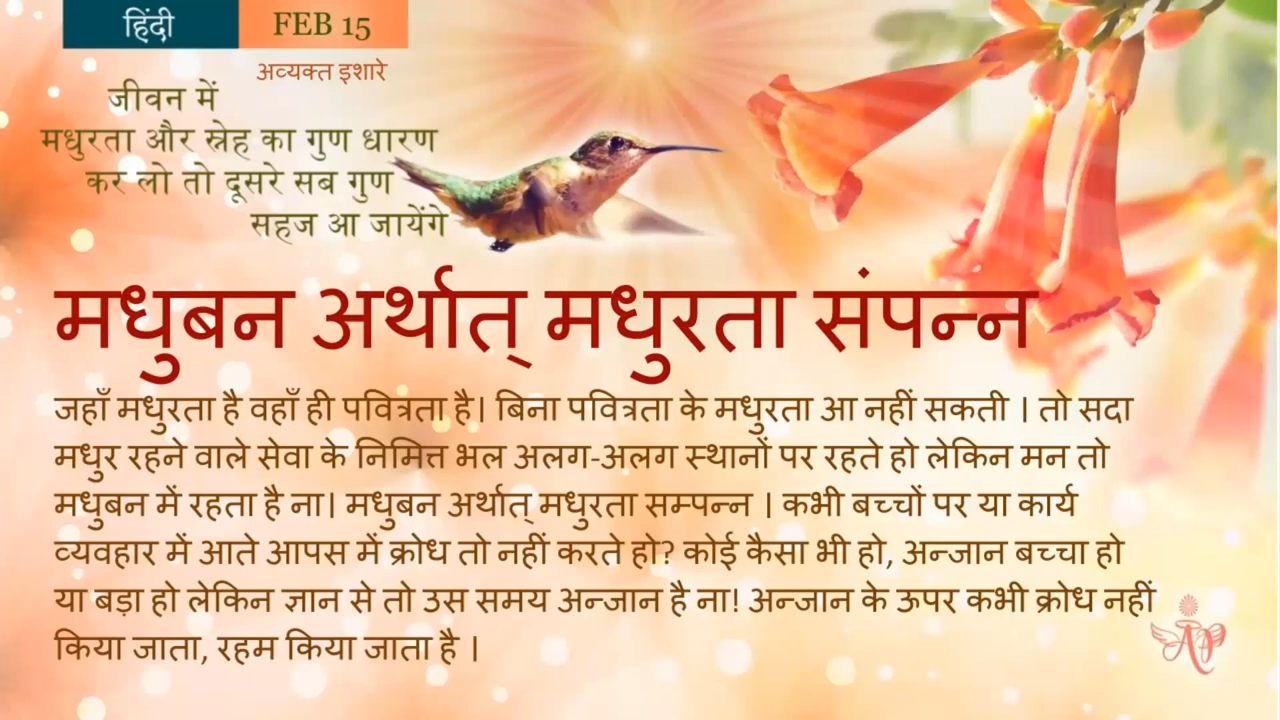 हिंदी
FEB 15
अव्यक्त इशारे
जीवन में
मधुरता और स्नेह का गुण धारण
कर लो तो दूसरे सब गुण
सहज आ जायेंगे
मधुबन अर्थात् मधुरता संपन्न
जहाँ मधुरता है वहाँ ही पवित्रता है। बिना पवित्रता के मधुरता आ नहीं सकती । तो सदा
मधुर रहने वाले सेवा के निमित्त भल अलग-अलग स्थानों पर रहते हो लेकिन मन तो
मधुबन में रहता है ना। मधुबन अर्थात् मधुरता सम्पन्न । कभी बच्चों पर या कार्य
व्यवहार में आते आपस में क्रोध तो नहीं करते हो? कोई कैसा भी हो, अन्जान बच्चा हो
या बड़ा हो लेकिन ज्ञान से तो उस समय अन्जान है ना! अन्जान के ऊपर कभी क्रोध नहीं
किया जाता, रहम किया जाता है ।